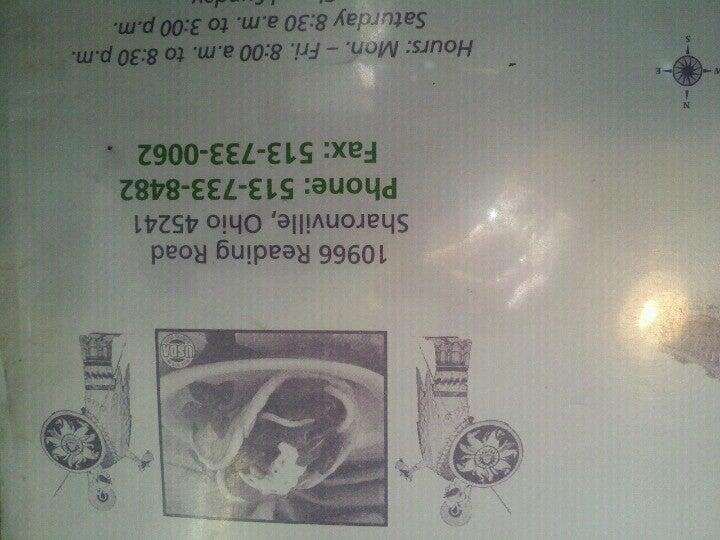 10966 Reading Road
Sharonville, Ohio 45241
Phone: 513-733-8482
Fax: 513-733-0062
Hours: Mon. – Fri. 8:00 a.m. to 8:30 p.m.
Saturday 8:30 a.m. to 3:00 p.m.
USDA
N
E
S